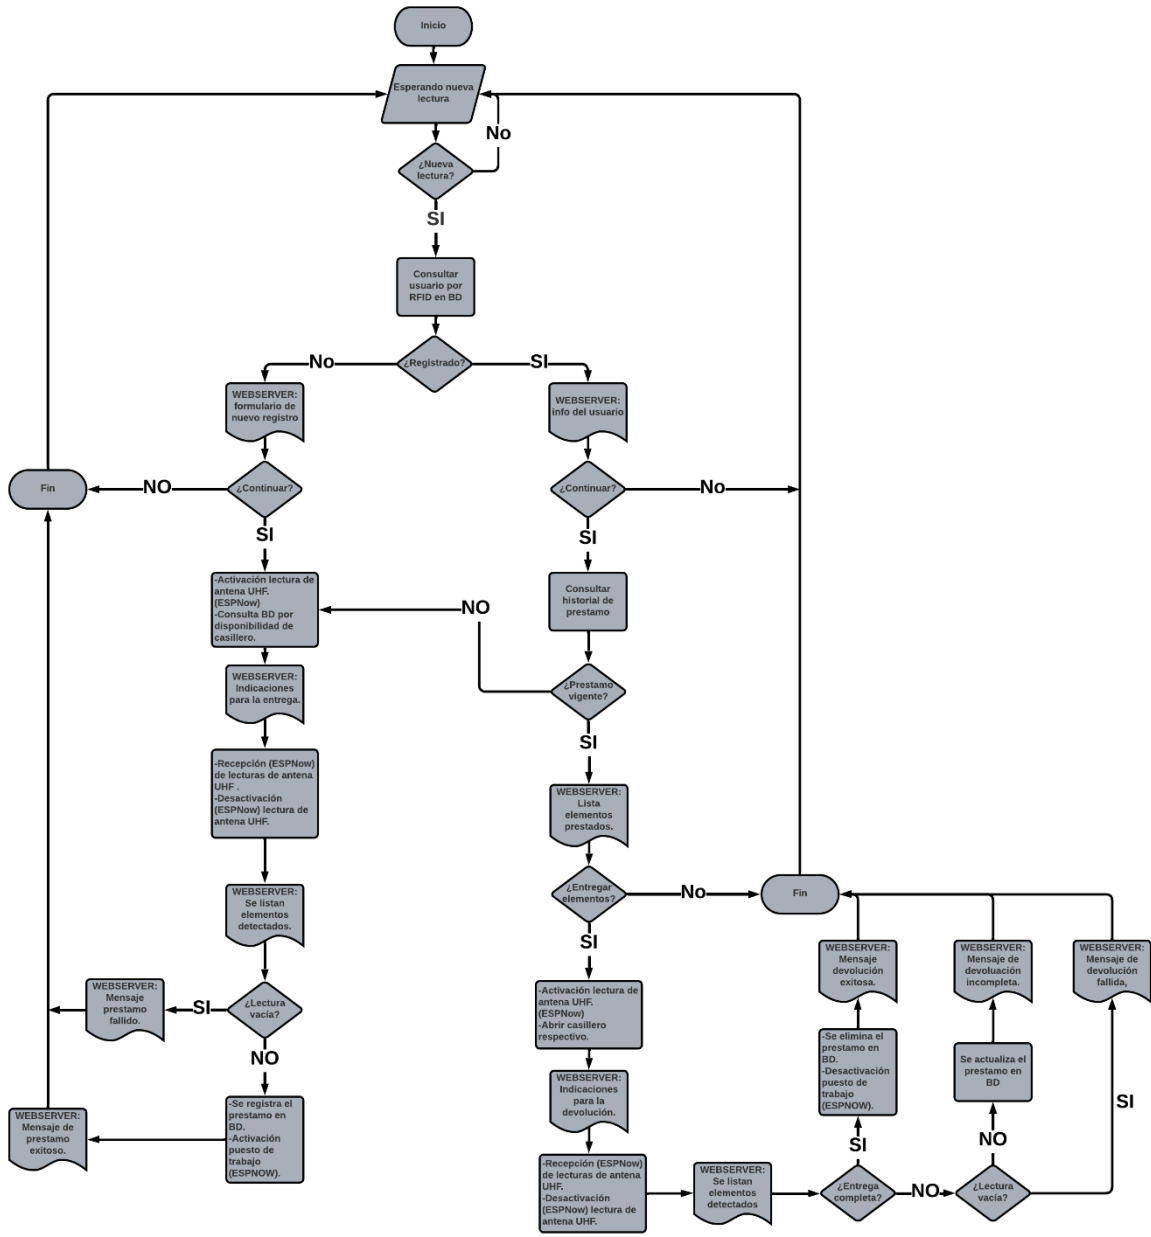 Inicio
Esperando nueva
lectura
No
¿Nueva
lectura?
SI
Consultar
usuario por
RFID en BD
¿Registrado?
No
SI
WEBSERVER:
formulario de
nuevo registro
WEBSERVER:
info del usuario
Fin
NO
¿Continuar?
¿Continuar?
No
SI
SI
-Activación lectura de
antena UHF.
(ESPNow)
-Consulta BD por
disponibilidad de
casillero.
NO
Consultar
historial de
prestamo
WEBSERVER:
Indicaciones
para la entrega.
¿Prestamo
vigente?
SI
-Recepción (ESPNow)
de lecturas de antena
UHF .
-Desactivación
(ESPNow) lectura de
antena UHF.
WEBSERVER:
Lista
elementos
prestados.
WEBSERVER:
Se listan
elementos
detectados.
¿Entregar
elementos?
No
Fin
SI
WEBSERVER:
Mensaje
devolución
exitosa.
WEBSERVER:
Mensaje de
devoluación
incompleta.
WEBSERVER:
Mensaje de
devolución
fallida,
WEBSERVER:
Mensaje
prestamo
fallido.
SI
¿Lectura
vacía?
NO
-Activación lectura de
antena UHF.
(ESPNow)
-Abrir casillero
respectivo.
-Se elimina el
prestamo en
BD.
-Desactivación
puesto de
trabajo
(ESPNOW).
Se actualiza el
prestamo en
BD
WEBSERVER:
Indicaciones
para la
devolución.
WEBSERVER:
Mensaje de
prestamo
exitoso.
-Se registra el
prestamo en
BD.
-Activación
puesto de
trabajo
(ESPNOW).
SI
NO
SI
-Recepción (ESPNow)
de lecturas de antena
UHF.
-Desactivación
(ESPNow) lectura de
antena UHF.
WEBSERVER:
Se listan
elementos
detectados
¿Entrega
completa?
NO
¿Lectura
vacía?